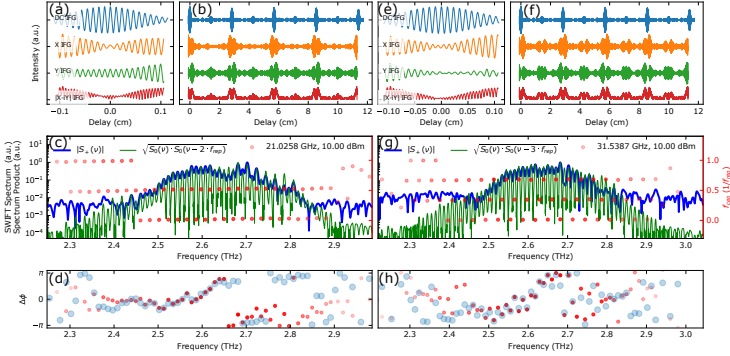 (a)
(b)
(e)
(f)
DC IFG
X IFG
Y IFG
|X-iY| IFG
DC IFG
X IFG
Y IFG
|X-iY| IFG
Intensity (a.u.)
−0.1 0.0 0.1
0 2 4 6 8 10 12
−0.10 −0.05 0.00 0.05 0.10
0 2 4 6 8 10 12
Delay (cm)
Delay (cm)
Delay (cm)
Delay (cm)
(c) |S₊(ν)| √S₀(ν)·S₀(ν−2·f_rep) 21.0258 GHz, 10.00 dBm
(g) |S₊(ν)| √S₀(ν)·S₀(ν−3·f_rep) 31.5387 GHz, 10.00 dBm
SWIFT Spectrum (a.u.)
Spectrum Product (a.u.)
10¹
10⁰
10⁻¹
10⁻²
10⁻³
10⁻⁴
1.0
0.5
0.0
f_rep (1/f_rep)
2.3 2.4 2.5 2.6 2.7 2.8 2.9
2.3 2.4 2.5 2.6 2.7 2.8 2.9 3.0
Frequency (THz)
Frequency (THz)
(d)
(h)
Δϕ
π
0
−π
2.3 2.4 2.5 2.6 2.7 2.8 2.9
2.3 2.4 2.5 2.6 2.7 2.8 2.9 3.0
Frequency (THz)
Frequency (THz)